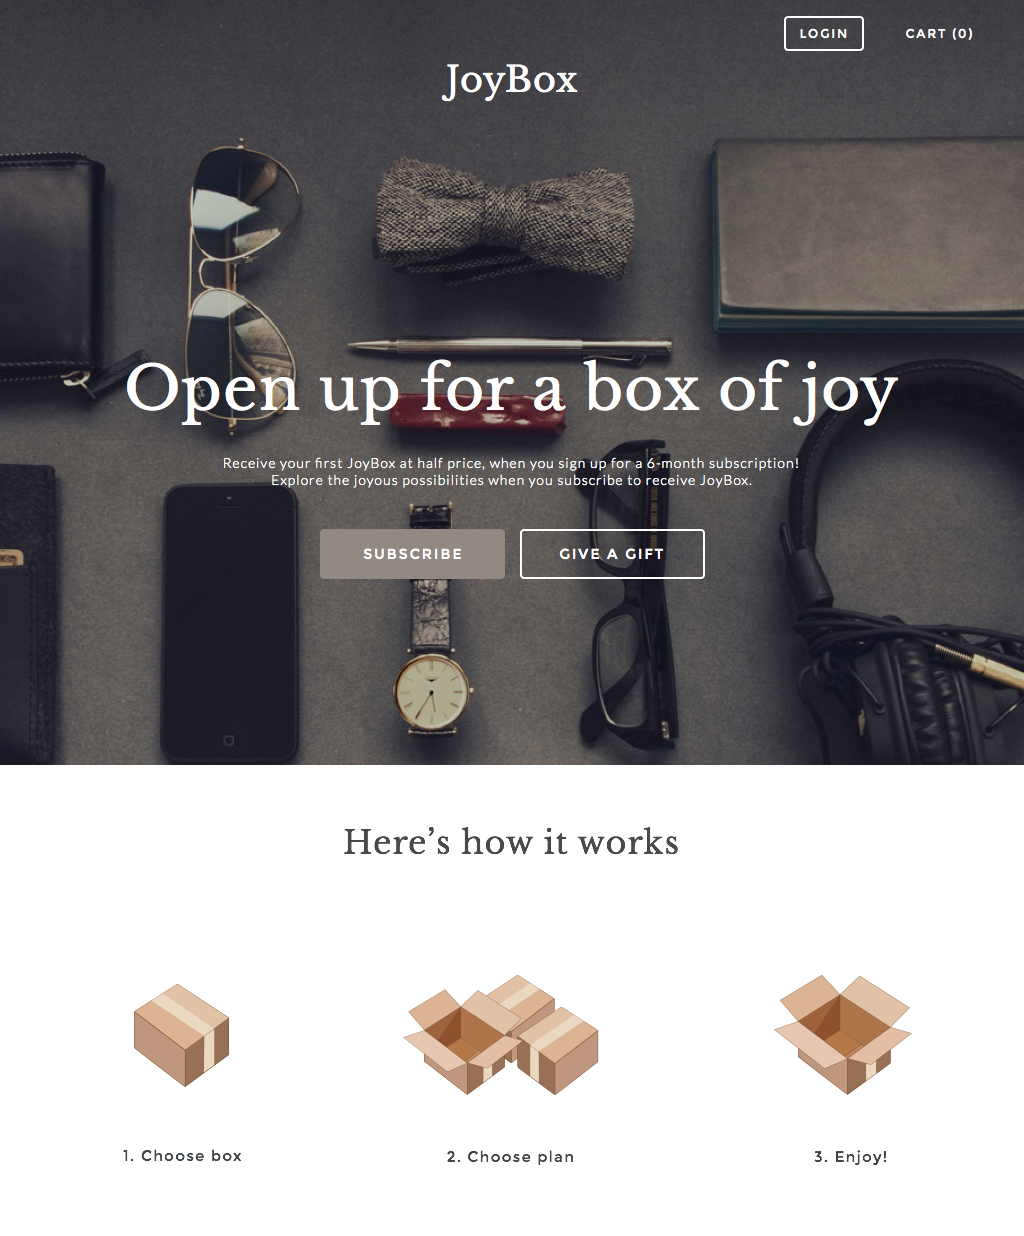 LOGIN CART (0)
JoyBox
Open up for a box of joy
Receive your first JoyBox at half price, when you sign up for a 6-month subscription!
Explore the joyous possibilities when you subscribe to receive JoyBox.
SUBSCRIBE GIVE A GIFT
Here’s how it works
1. Choose box 2. Choose plan 3. Enjoy!